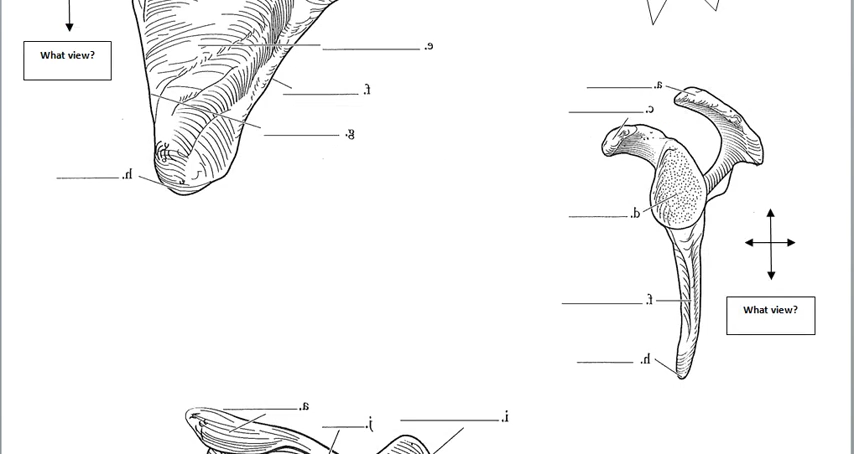 What view?
e.
f.
g.
h.
a.
c.
d.
f.
h.
What view?
a.
j.
i.